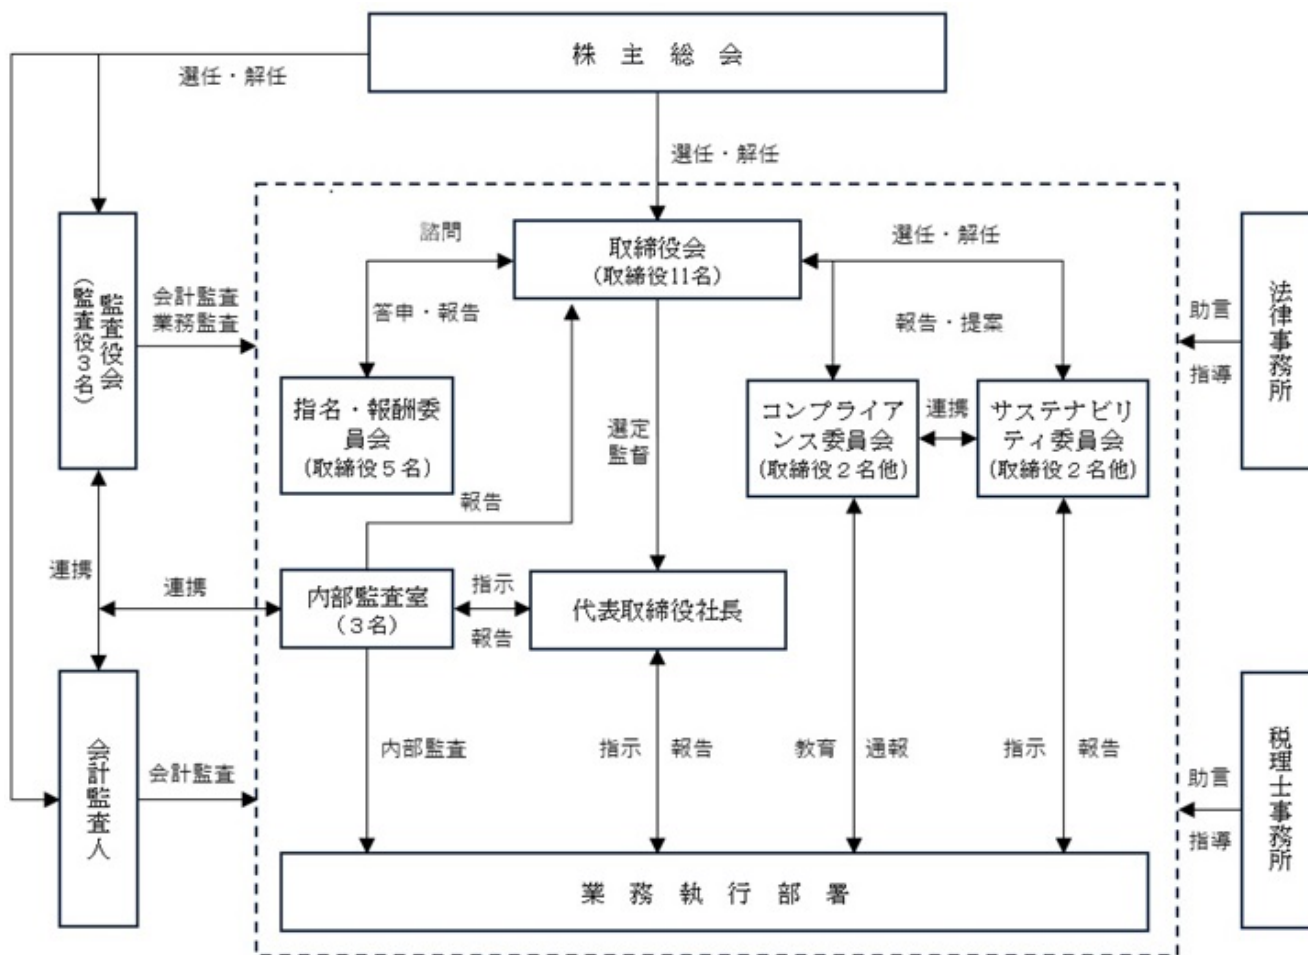 株主総会
選任・解任
選任・解任
諮問
取締役会
(取締役11名)
選任・解任
監査役会
(監査役3名)
会計監査
業務監査
答申・報告
報告・提案
助言
指導
法律事務所
指名・報酬委
員会
(取締役5名)
選定
監督
コンプライア
ンス委員会
(取締役2名他)
連携
サステナビリ
ティ委員会
(取締役2名他)
報告
連携
連携
内部監査室
(3名)
指示
報告
代表取締役社長
会計監査人
会計監査
内部監査
指示
報告
教育
通報
指示
報告
助言
指導
税理士事務所
業務執行部署